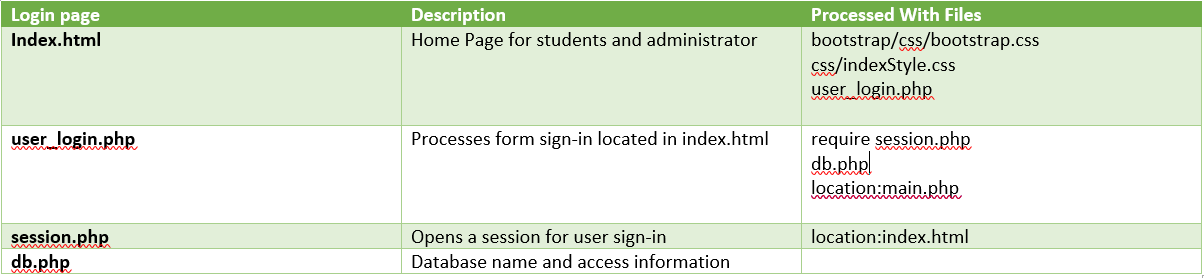 Login page Description Processed With Files
Index.html Home Page for students and administrator bootstrap/css/bootstrap.css
css/indexStyle.css
user_login.php
user_login.php Processes form sign-in located in index.html require session.php
db.php
location:main.php
session.php Opens a session for user sign-in location:index.html
db.php Database name and access information